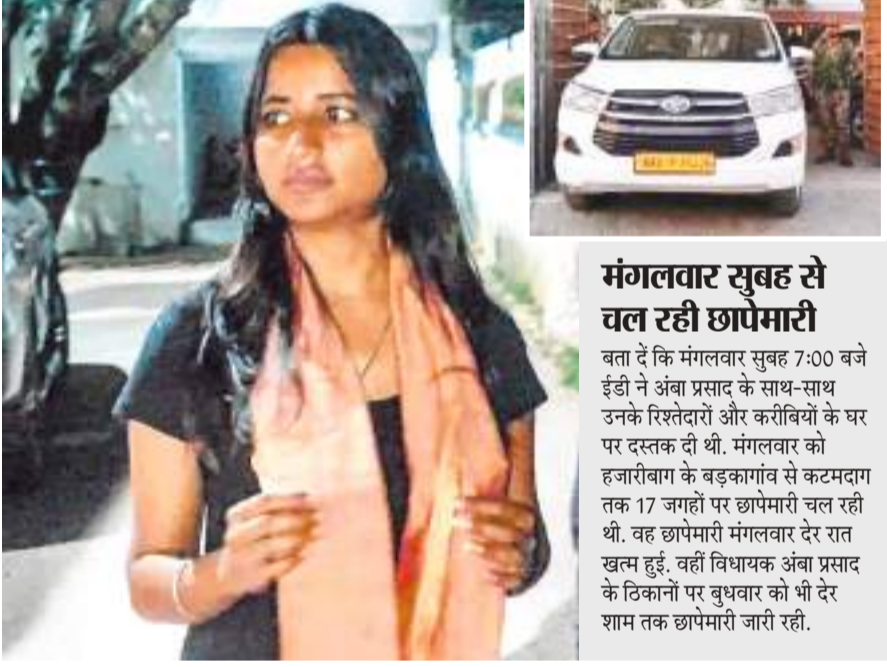 मंगलवार सुबह से
चल रही छापेमारी
बता दें कि मंगलवार सुबह 7:00 बजे
ईडी ने अंबा प्रसाद के साथ-साथ
उनके रिश्तेदारों और करीबियों के घर
पर दस्तक दी थी. मंगलवार को
हजारीबाग के बड़कागांव से कटमदाग
तक 17 जगहों पर छापेमारी चल रही
थी. वह छापेमारी मंगलवार देर रात
खत्म हुई. वहीं विधायक अंबा प्रसाद
के ठिकानों पर बुधवार को भी देर
शाम तक छापेमारी जारी रही.